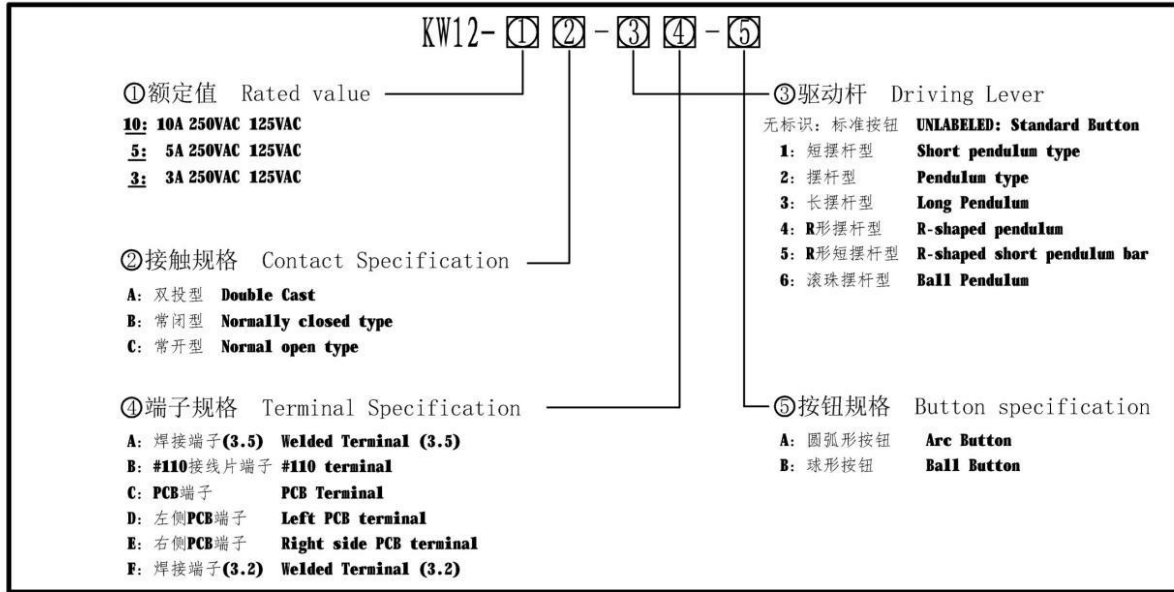 KW12-① ②-③ ④-⑤
①额定值 Rated value
10: 10A 250VAC 125VAC
5: 5A 250VAC 125VAC
3: 3A 250VAC 125VAC
②接触规格 Contact Specification
A: 双投型 Double Cast
B: 常闭型 Normally closed type
C: 常开型 Normal open type
④端子规格 Terminal Specification
A: 焊接端子(3.5) Welded Terminal (3.5)
B: #110接线片端子 #110 terminal
C: PCB端子 PCB Terminal
D: 左侧PCB端子 Left PCB terminal
E: 右侧PCB端子 Right side PCB terminal
F: 焊接端子(3.2) Welded Terminal (3.2)
③驱动杆 Driving Lever
无标识: 标准按钮 UNLABELED: Standard Button
1: 短摆杆型 Short pendulum type
2: 摆杆型 Pendulum type
3: 长摆杆型 Long Pendulum
4: R形摆杆型 R-shaped pendulum
5: R形短摆杆型 R-shaped short pendulum bar
6: 滚珠摆杆型 Ball Pendulum
⑤按钮规格 Button specification
A: 圆弧形按钮 Arc Button
B: 球形按钮 Ball Button